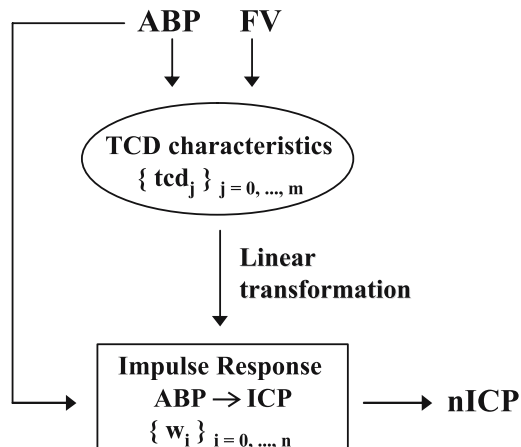 ABP FV
TCD characteristics
{ tcd_j } j = 0, ..., m
Linear
transformation
Impulse Response
ABP → ICP
{ w_i } i = 0, ..., n
nICP